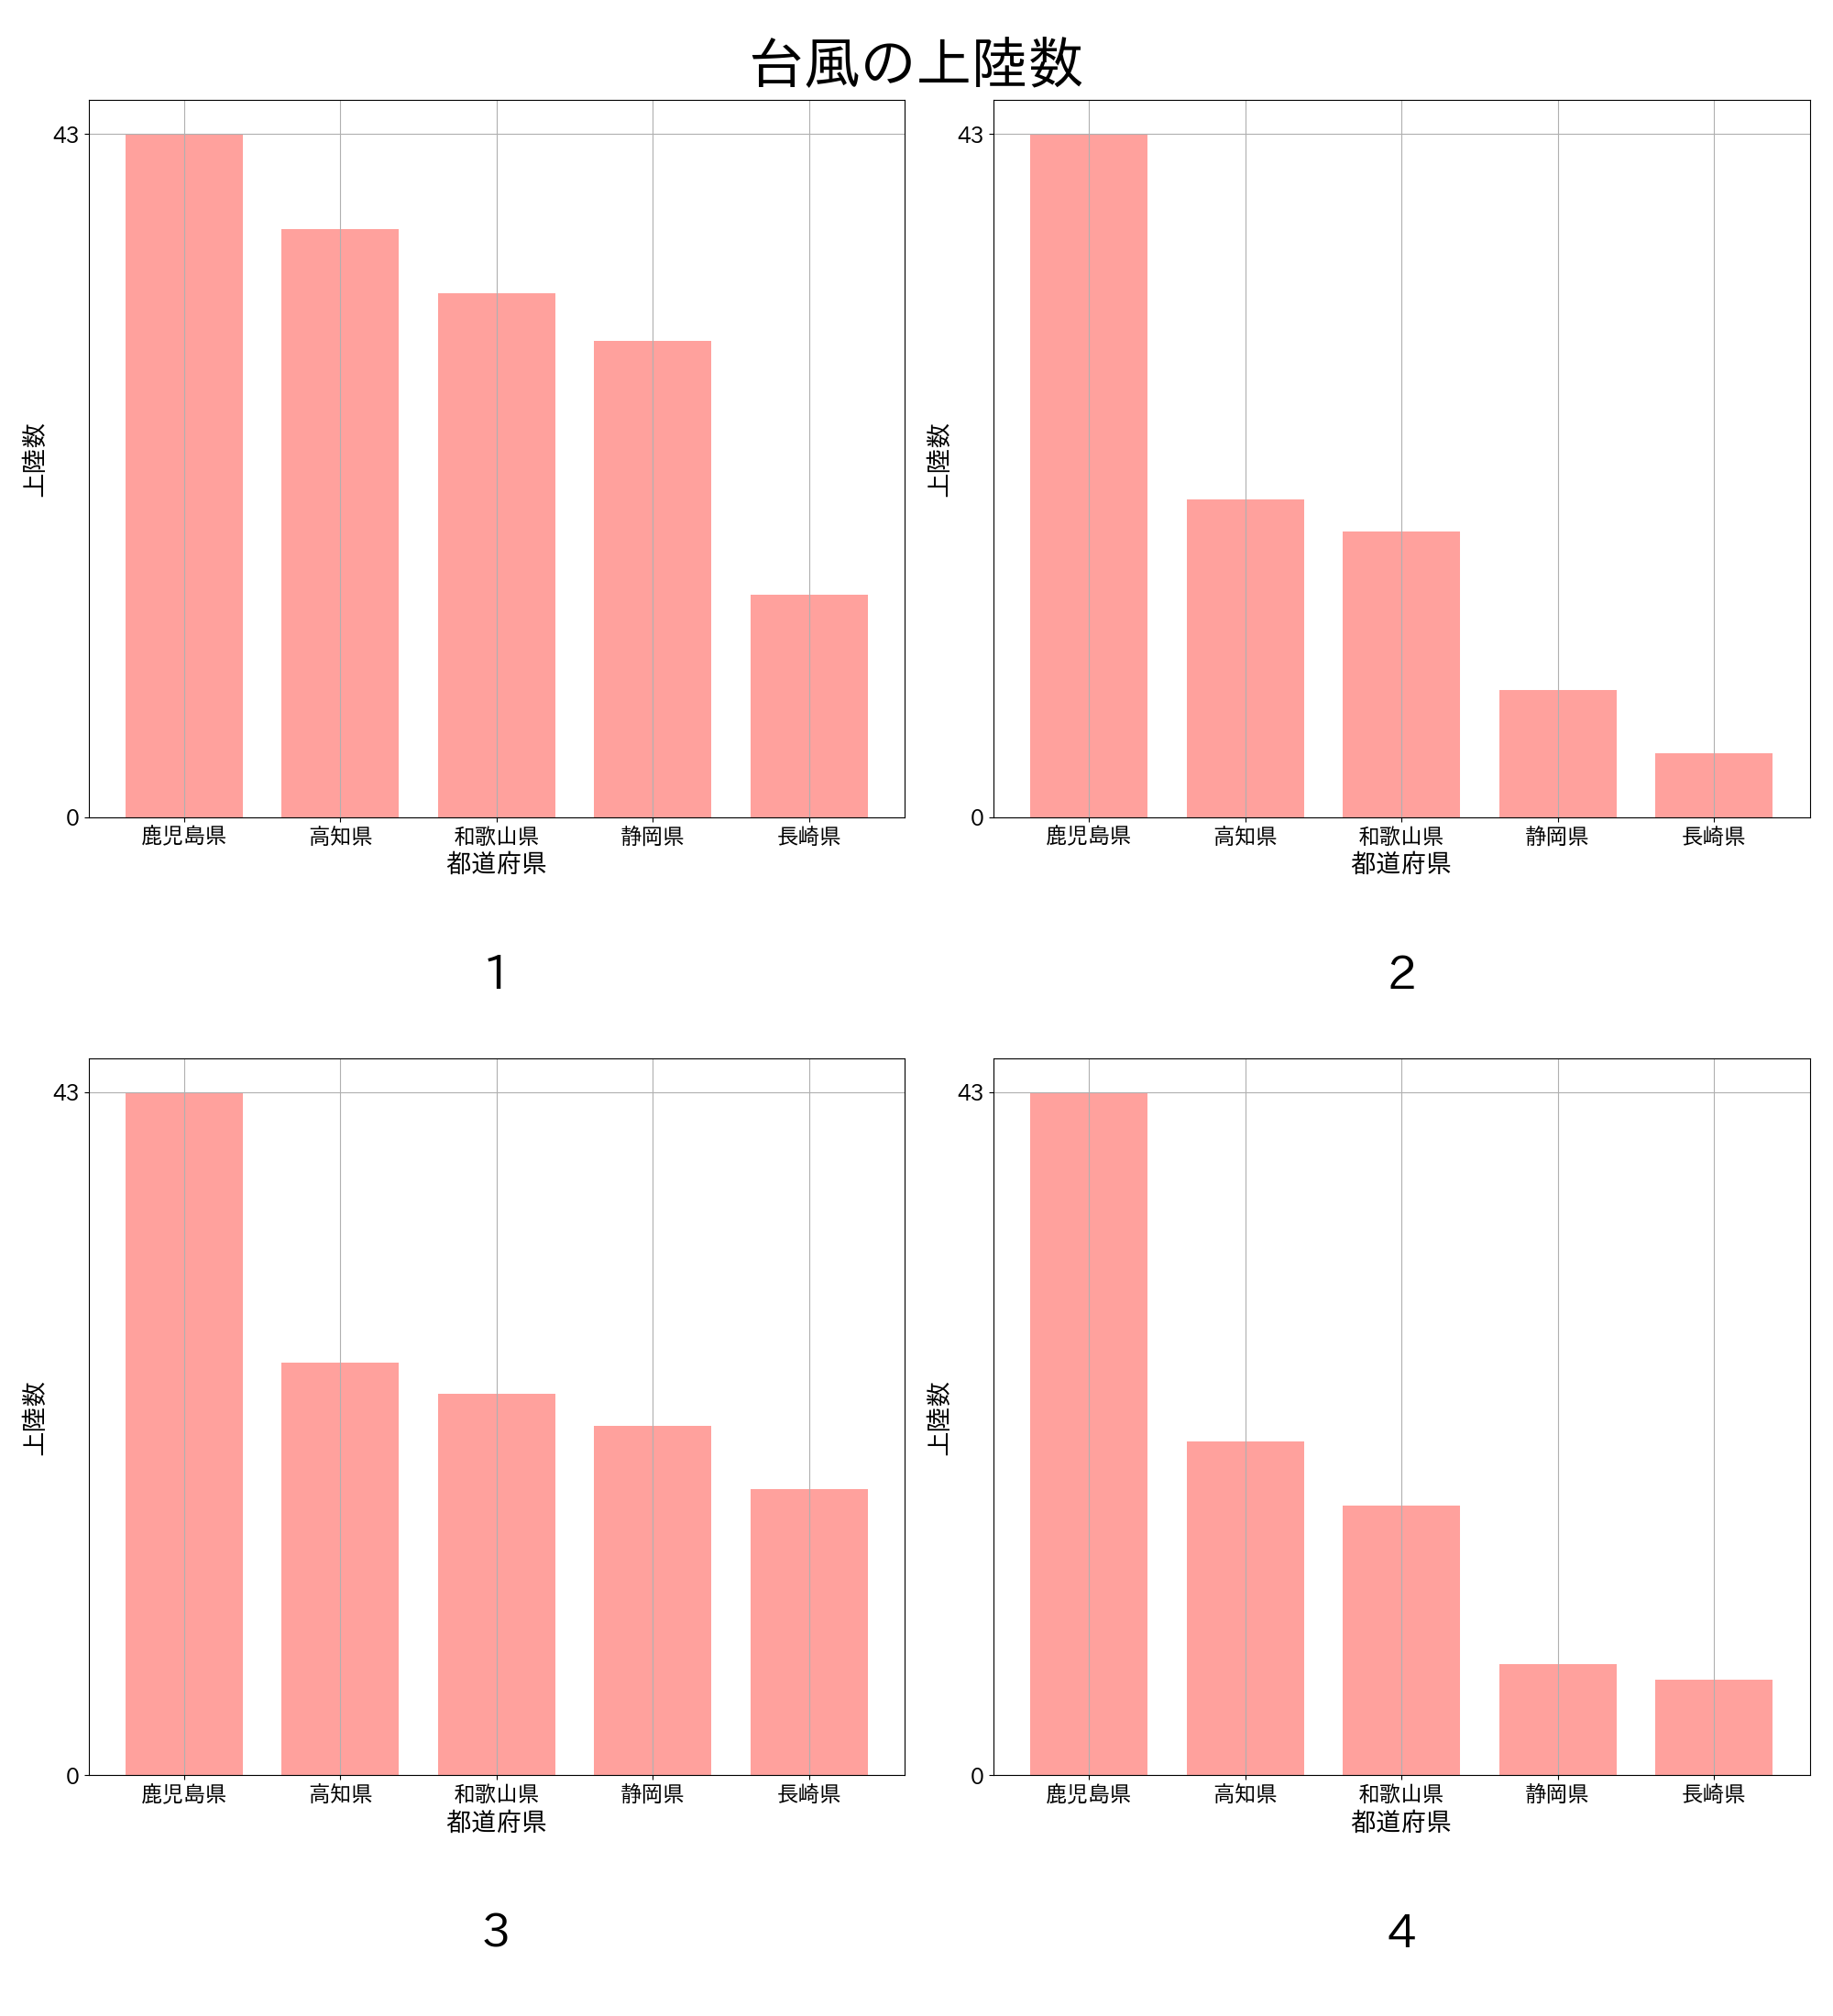 台風の上陸数
43
0
上陸数
鹿児島県 高知県 和歌山県 静岡県 長崎県
都道府県
1
43
0
上陸数
鹿児島県 高知県 和歌山県 静岡県 長崎県
都道府県
2
43
0
上陸数
鹿児島県 高知県 和歌山県 静岡県 長崎県
都道府県
3
43
0
上陸数
鹿児島県 高知県 和歌山県 静岡県 長崎県
都道府県
4